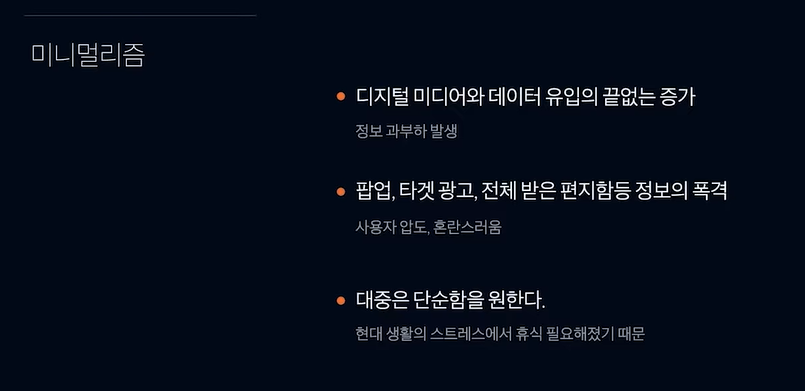 미니멀리즘
디지털 미디어와 데이터 유입의 끝없는 증가
정보 과부하 발생
팝업, 타겟 광고, 전체 받은 편지함등 정보의 폭격
사용자 압도, 혼란스러움
대중은 단순함을 원한다.
현대 생활의 스트레스에서 휴식 필요해졌기 때문